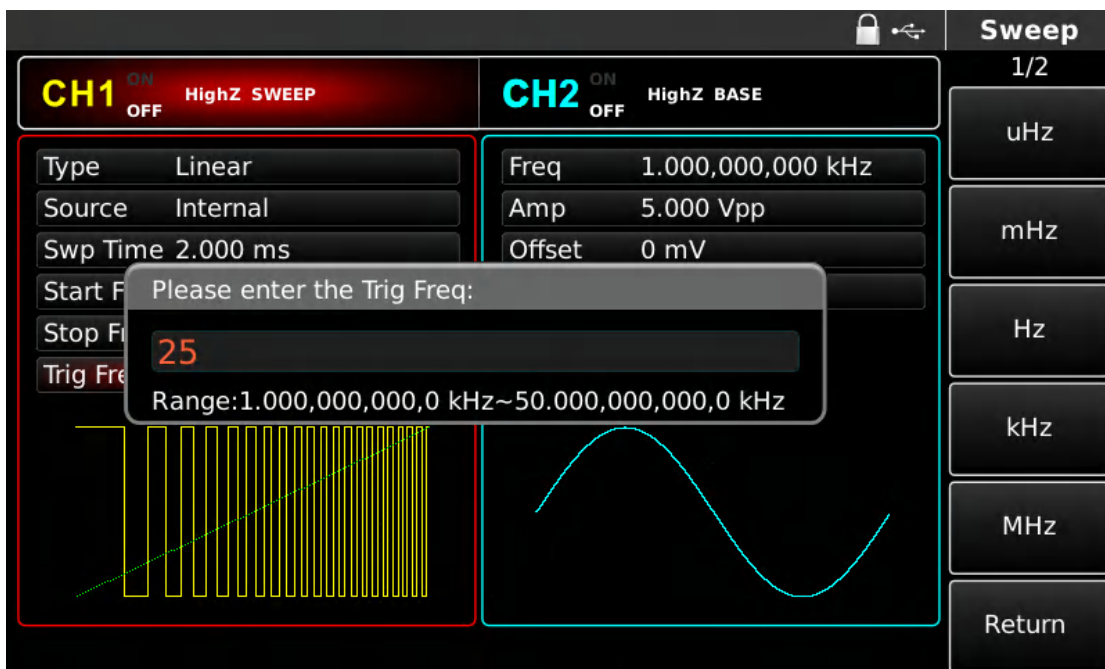 Sweep
1/2
CH1 ON OFF HighZ SWEEP
CH2 ON OFF HighZ BASE
Type Linear
Source Internal
Swp Time 2.000 ms
Start F
Stop Fr
Trig Fre
Freq 1.000,000,000 kHz
Amp 5.000 Vpp
Offset 0 mV
Please enter the Trig Freq:
25
Range:1.000,000,000,0 kHz~50.000,000,000,0 kHz
uHz
mHz
Hz
kHz
MHz
Return